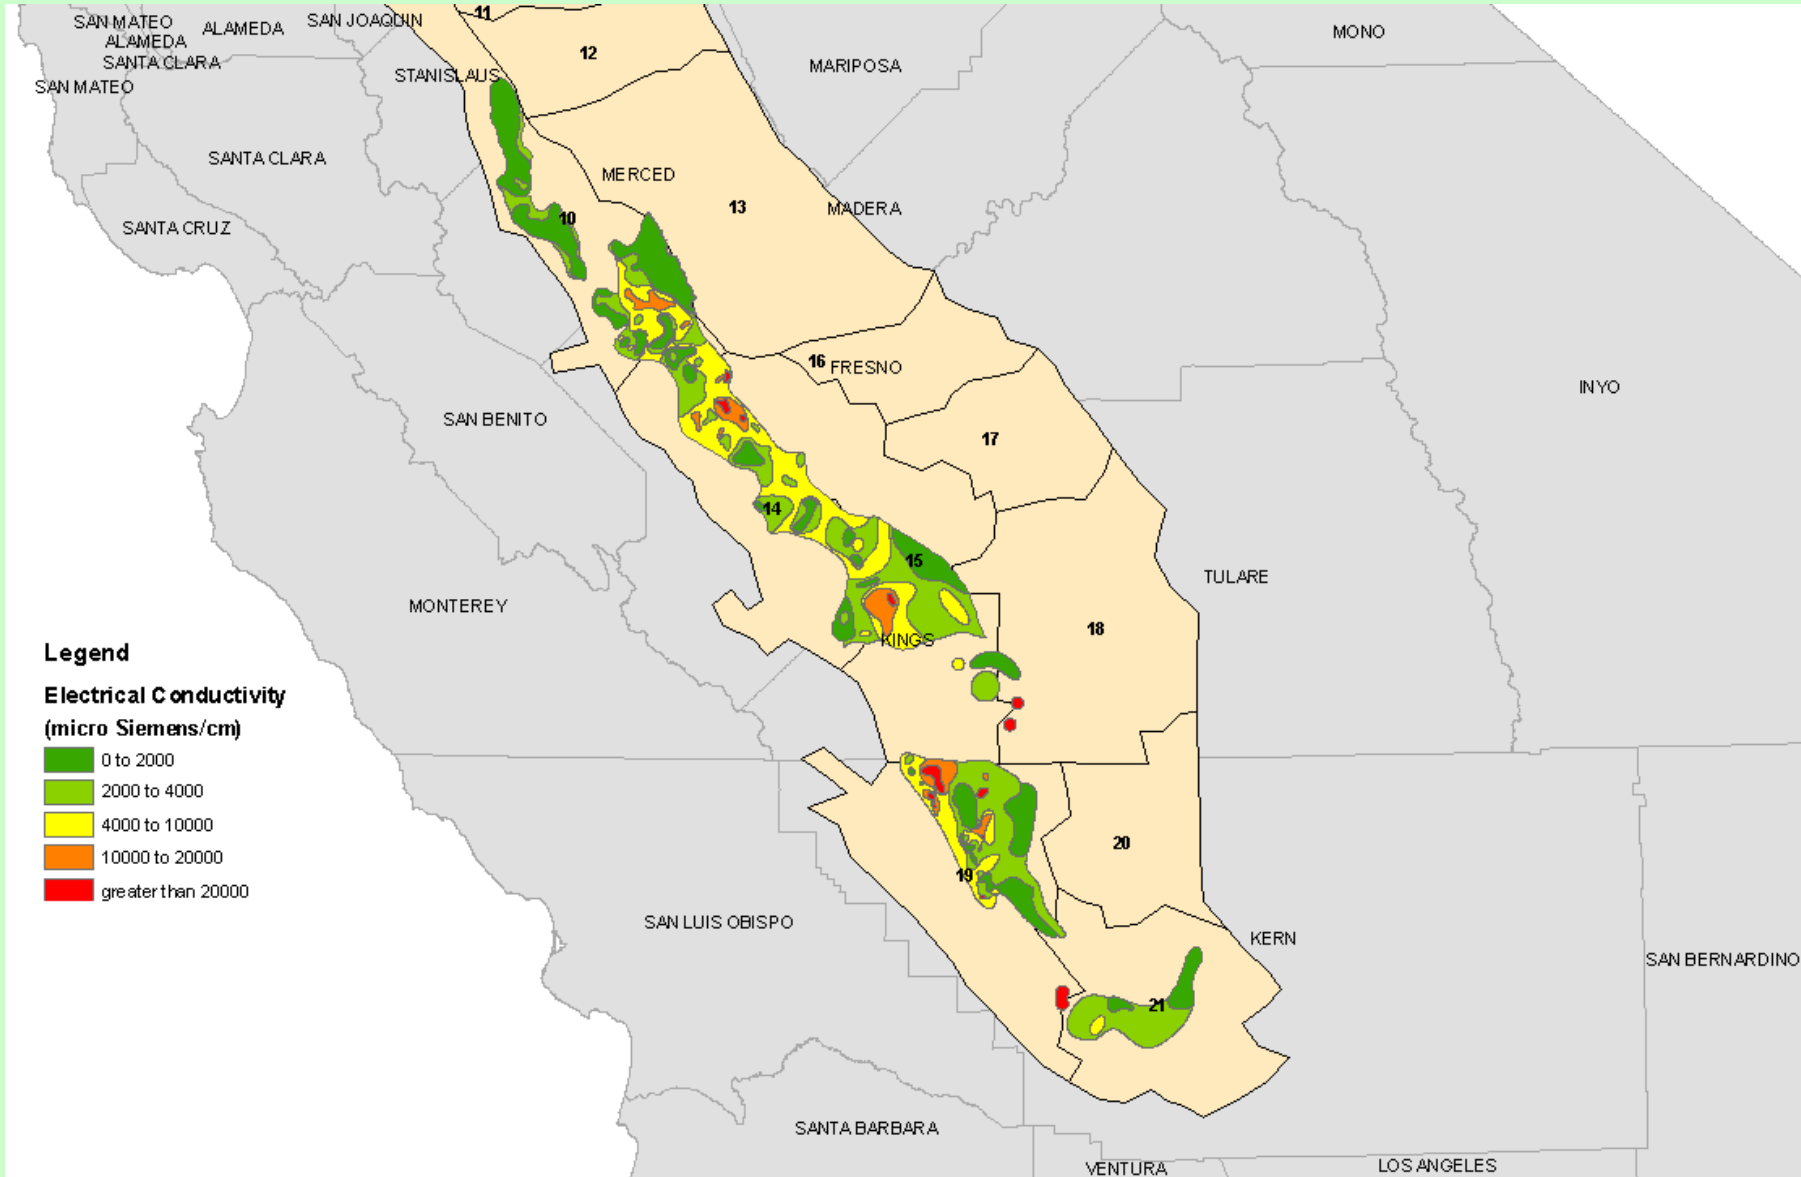 11
SAN MATEO
ALAMEDA
SAN JOAQUIN
ALAMEDA
SANTA CLARA
SAN MATEO
STANISLAUS
12
MARIPOSA
MONO
SANTA CLARA
MERCED
13
MADERA
10
SANTA CRUZ
16 FRESNO
INYO
SAN BENITO
17
14
15
TULARE
MONTEREY
18
KINGS
Legend
Electrical Conductivity
(micro Siemens/cm)
0 to 2000
2000 to 4000
4000 to 10000
10000 to 20000
greater than 20000
20
19
SAN LUIS OBISPO
KERN
SAN BERNARDINO
21
SANTA BARBARA
VENTURA
LOS ANGELES